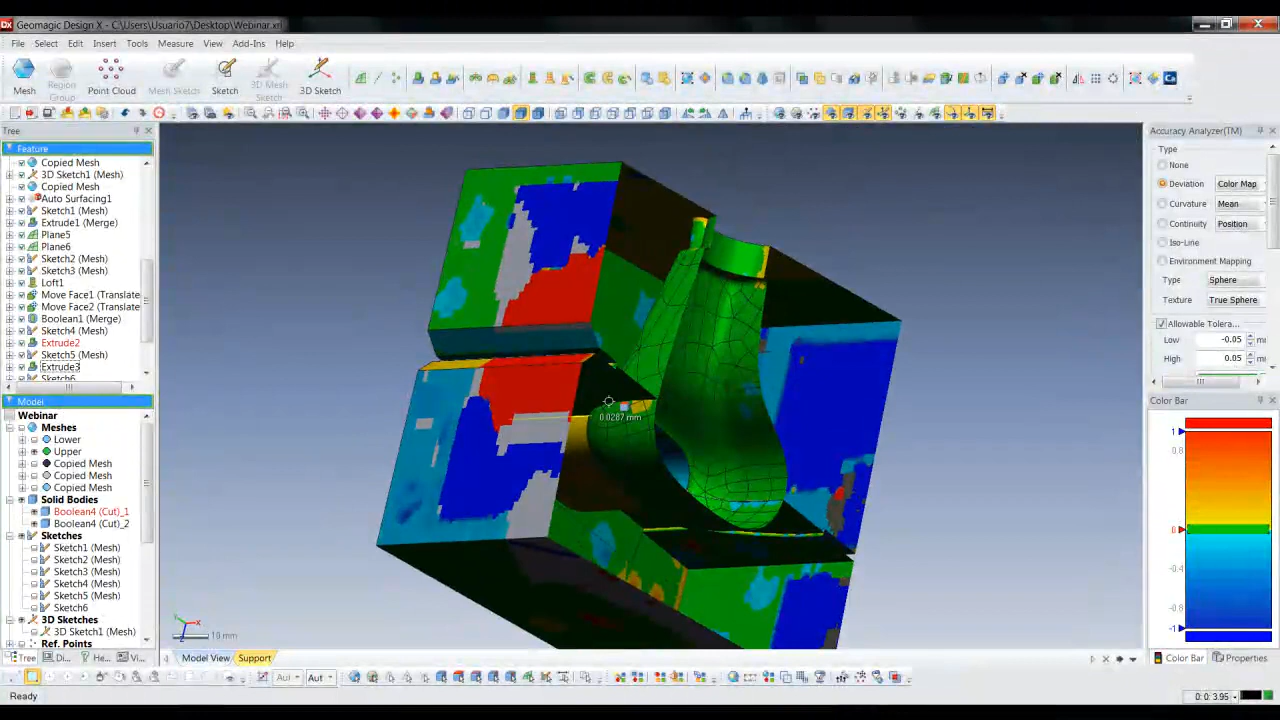 Geomagic Design X - C:\Users\Usuario7\Desktop\Webinar.xrl
File Select Edit Insert Tools Measure View Add-Ins Help
Mesh
Region Group
Point Cloud
Mesh Sketch
Sketch
3D Mesh Sketch
3D Sketch
Tree
Feature
Copied Mesh
3D Sketch1 (Mesh)
Copied Mesh
Auto Surfacing1
Sketch1 (Mesh)
Extrude1 (Merge)
Plane5
Plane6
Sketch2 (Mesh)
Sketch3 (Mesh)
Loft1
Move Face1 (Translate
Move Face2 (Translate
Boolean1 (Merge)
Sketch4 (Mesh)
Extrude2
Sketch5 (Mesh)
Extrude3
Sketch6
Model
Webinar
Meshes
Lower
Upper
Copied Mesh
Copied Mesh
Copied Mesh
Solid Bodies
Boolean4 (Cut)_1
Boolean4 (Cut)_2
Sketches
Sketch1 (Mesh)
Sketch2 (Mesh)
Sketch3 (Mesh)
Sketch4 (Mesh)
Sketch5 (Mesh)
Sketch6
3D Sketches
3D Sketch1 (Mesh)
Ref. Points
Tree Di... He... Vi...
0.0287 mm
10 mm
Model View Support
Accuracy Analyzer(TM)
Type
None
Deviation Color Map
Curvature Mean
Continuity Position
Iso-Line
Environment Mapping
Type Sphere
Texture True Sphere
Allowable Tolera...
Low -0.05
High 0.05
Color Bar
1
0.8
0.4
0
-0.4
-0.8
-1
Color Bar Properties
Aut Aut
Ready
0: 0: 3.95